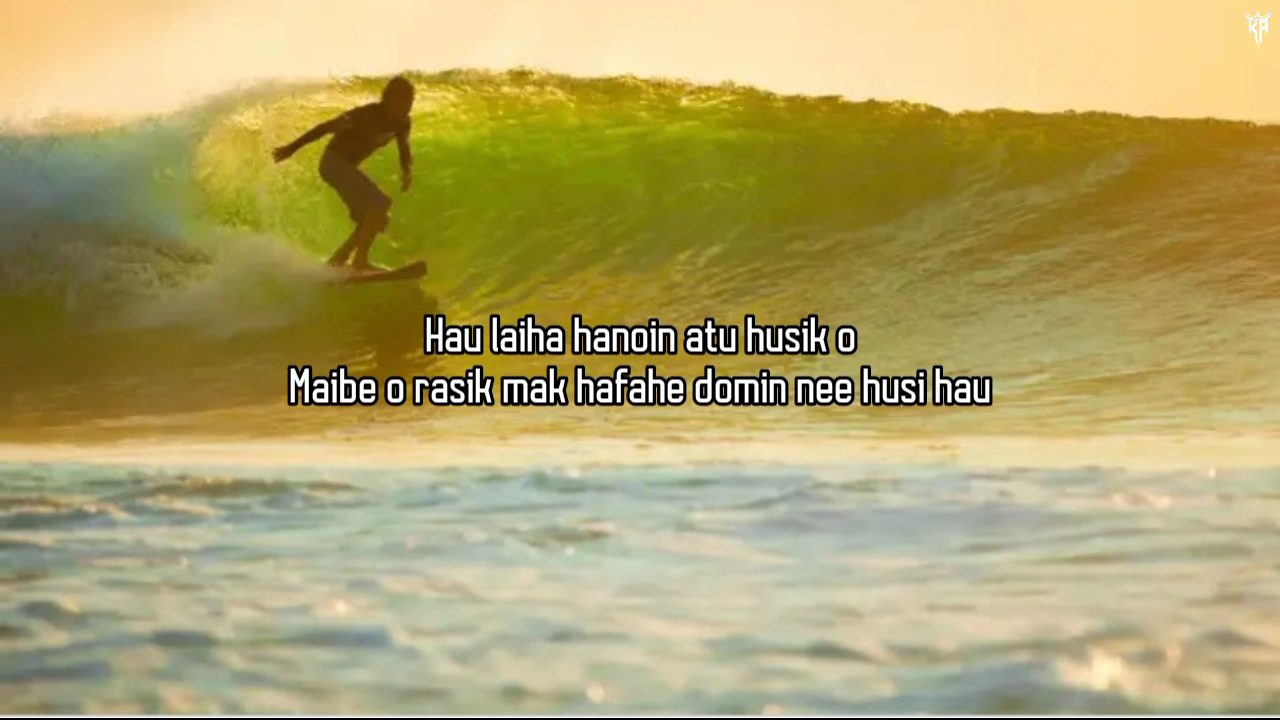 Hau laiha hanoin atu husik o
Maibe o rasik mak hafahe domin nee husi hau